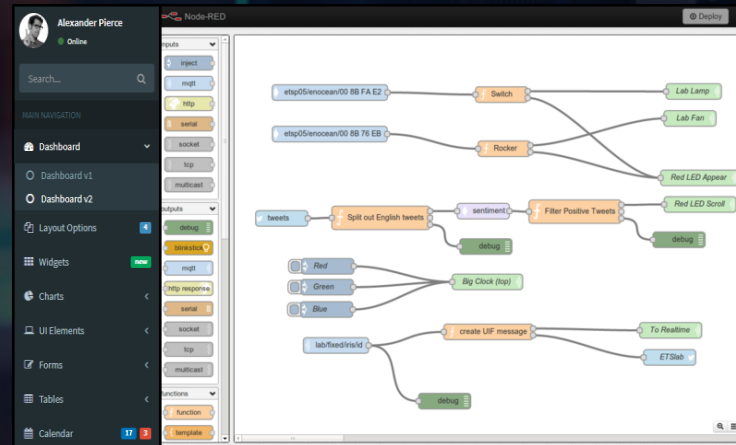 Alexander Pierce
Online
Search...
MAIN NAVIGATION
Dashboard
Dashboard v1
Dashboard v2
Layout Options 4
Widgets new
Charts
UI Elements
Forms
Tables
Calendar 17 3
Node-RED
Deploy
inputs
inject
mqtt
http
serial
socket
tcp
multicast
outputs
debug
blinkstick
mqtt
http response
serial
socket
tcp
multicast
functions
function
template
etsp05/enocean/00 8B FA E2
Switch
Lab Lamp
Lab Fan
etsp05/enocean/00 8B 76 EB
Rocker
Red LED Appear
tweets
Split out English tweets
sentiment
Filter Positive Tweets
Red LED Scroll
debug
debug
Red
Green
Blue
Big Clock (top)
lab/fixed/iris/id
create UIF message
To Realtime
ETSlab
debug